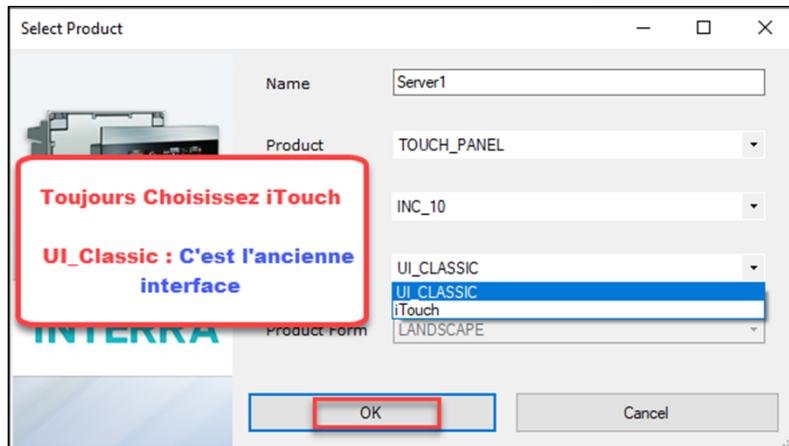 Select Product
Name
Server1
Product
TOUCH_PANEL
Toujours Choisissez iTouch
UI_Classic : C'est l'ancienne
interface
INC_10
UI_CLASSIC
UI_CLASSIC
iTouch
INTERRA
Product Form
LANDSCAPE
OK
Cancel